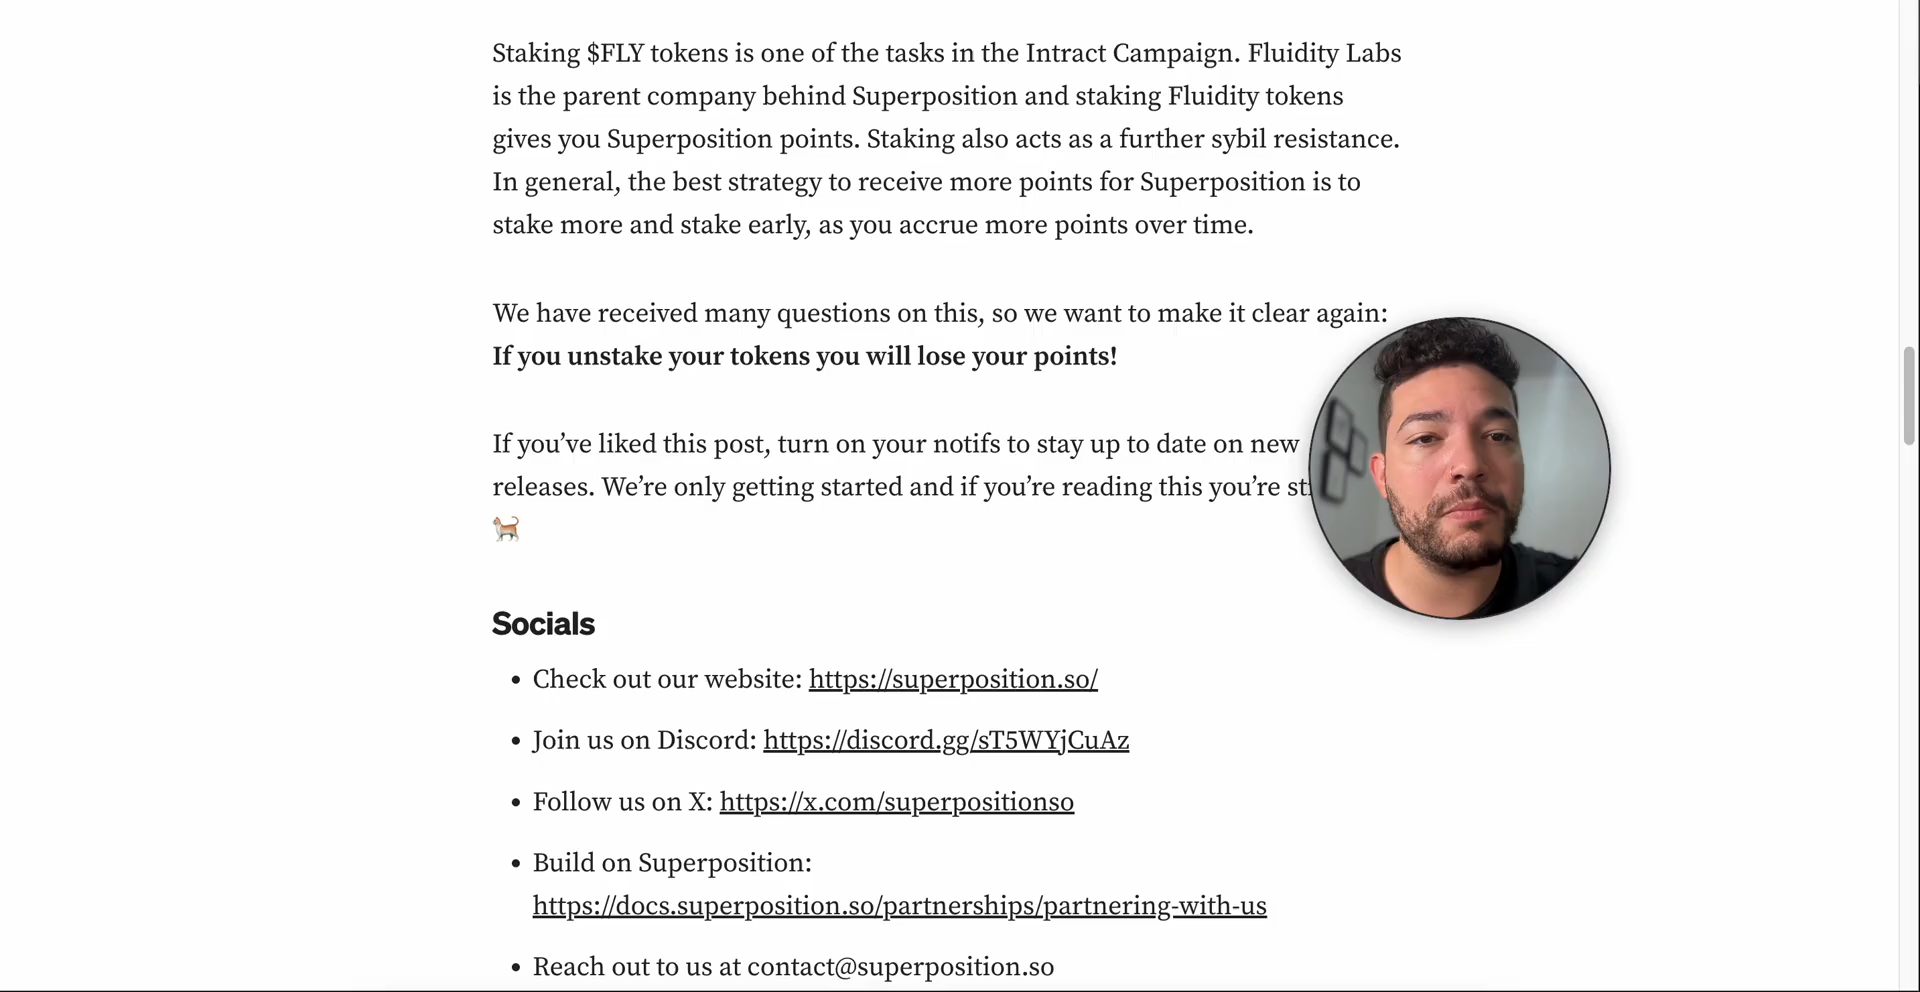 Staking $FLY tokens is one of the tasks in the Intract Campaign. Fluidity Labs
is the parent company behind Superposition and staking Fluidity tokens
gives you Superposition points. Staking also acts as a further sybil resistance.
In general, the best strategy to receive more points for Superposition is to
stake more and stake early, as you accrue more points over time.
We have received many questions on this, so we want to make it clear again:
If you unstake your tokens you will lose your points!
If you’ve liked this post, turn on your notifs to stay up to date on new
releases. We’re only getting started and if you’re reading this you’re
Socials
• Check out our website: https://superposition.so/
• Join us on Discord: https://discord.gg/sT5WYjCuAz
• Follow us on X: https://x.com/superpositionso
• Build on Superposition:
https://docs.superposition.so/partnerships/partnering-with-us
• Reach out to us at contact@superposition.so